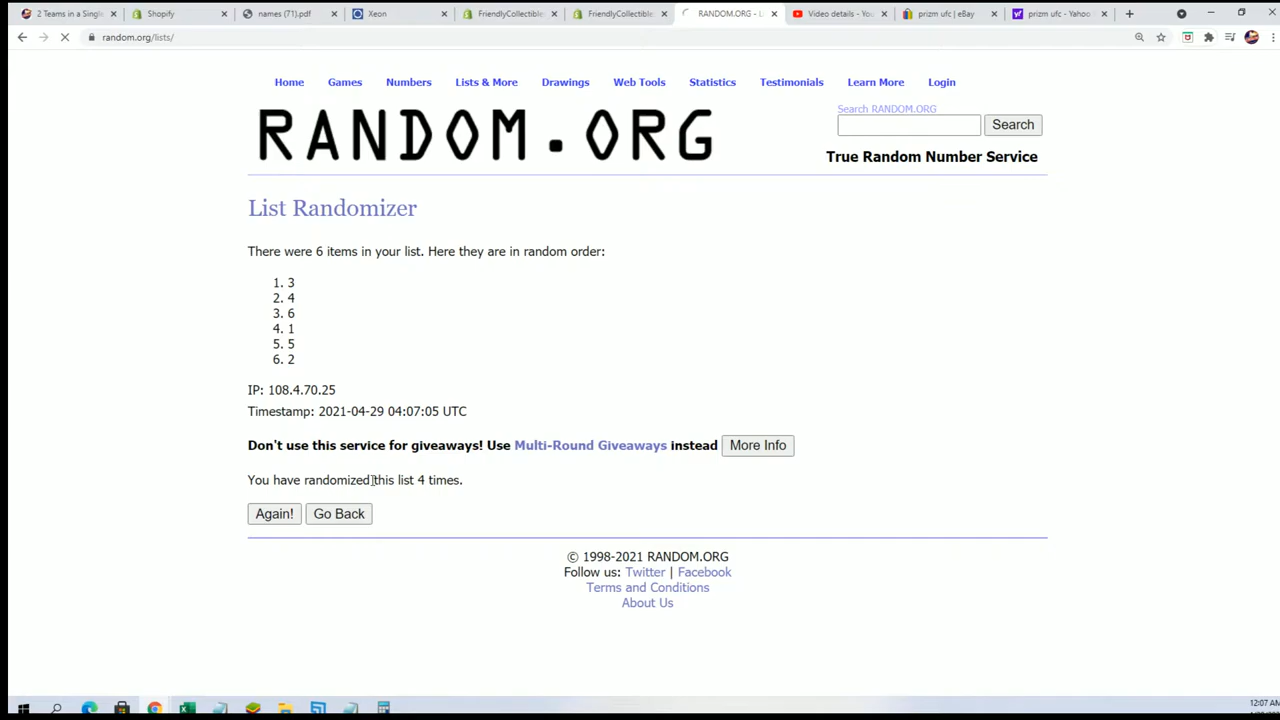 2 Teams in a Singl
Shopify
names (71).pdf
Xeon
FriendlyCollectibles
FriendlyCollectible
RANDOM.ORG - L
Video details - You
prizm ufc | eBay
prizm ufc - Yahoo
random.org/lists/
Home Games Numbers Lists & More Drawings Web Tools Statistics Testimonials Learn More Login
RANDOM.ORG
Search RANDOM.ORG
Search
True Random Number Service
List Randomizer
There were 6 items in your list. Here they are in random order:
1. 3
2. 4
3. 6
4. 1
5. 5
6. 2
IP: 108.4.70.25
Timestamp: 2021-04-29 04:07:05 UTC
Don't use this service for giveaways! Use Multi-Round Giveaways instead More Info
You have randomized this list 4 times.
Again! Go Back
© 1998-2021 RANDOM.ORG
Follow us: Twitter | Facebook
Terms and Conditions
About Us
12:07 AM